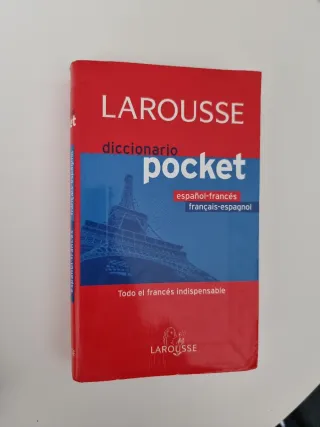 LAROUSSE
diccionario
pocket
español-francés
français-espagnol
Todo el francés indispensable
LAROUSSE